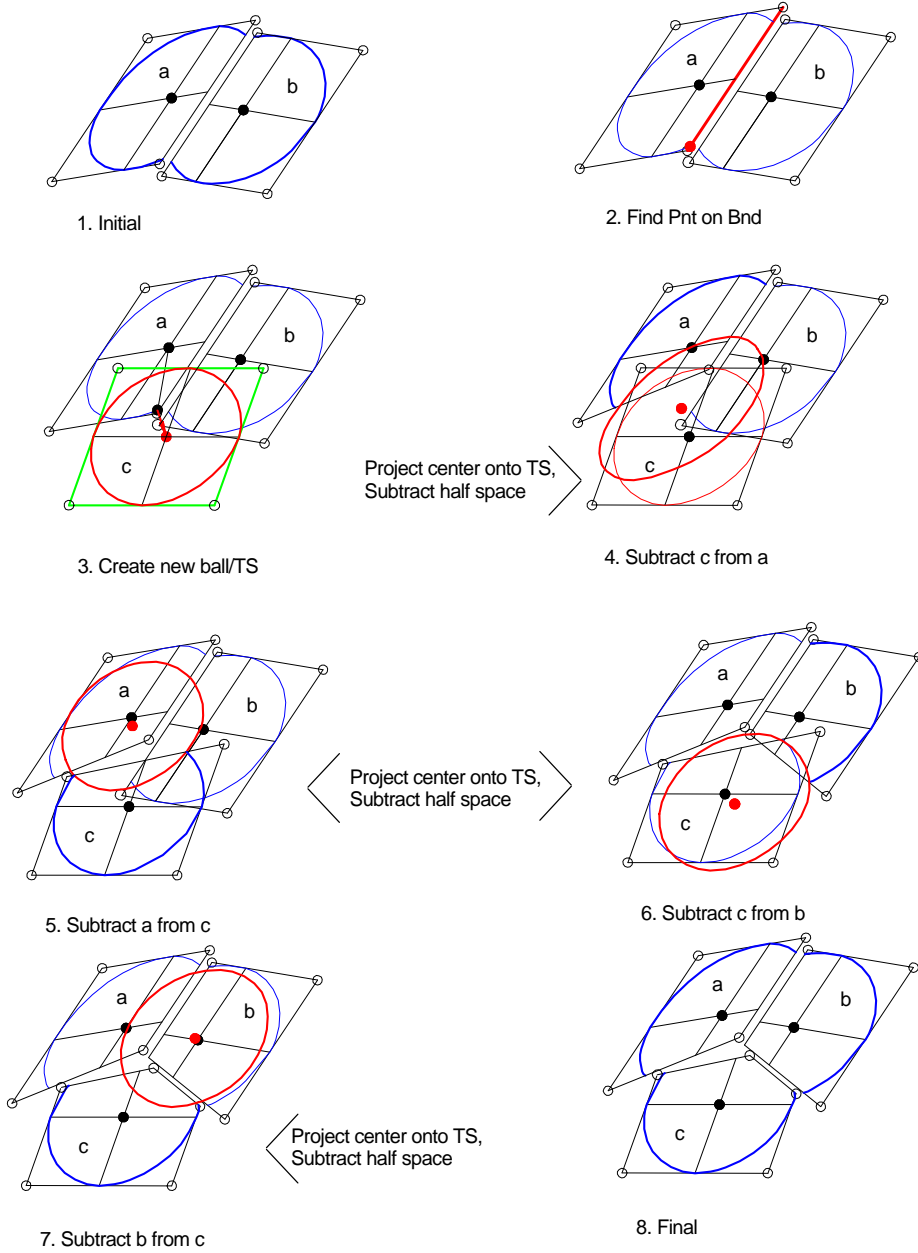 a
b
1. Initial
a
b
2. Find Pnt on Bnd
a
b
c
3. Create new ball/TS
Project center onto TS,
Subtract half space
a
b
c
4. Subtract c from a
a
b
c
5. Subtract a from c
Project center onto TS,
Subtract half space
a
b
c
6. Subtract c from b
a
b
c
7. Subtract b from c
Project center onto TS,
Subtract half space
a
b
c
8. Final